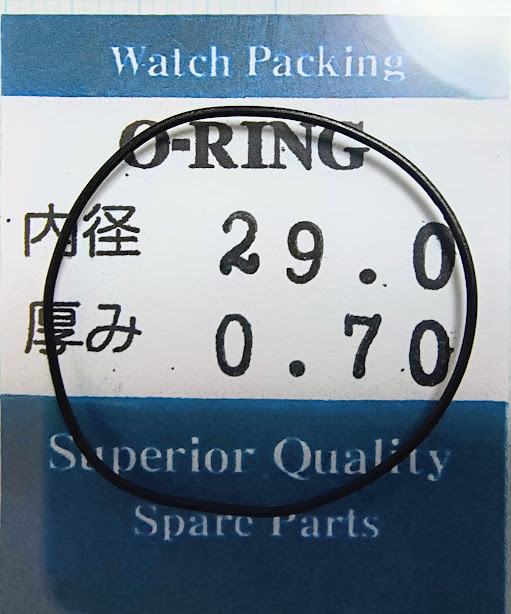 Watch Packing
O-RING
内径 29.0
厚み 0.70
Superior Quality
Spare Parts